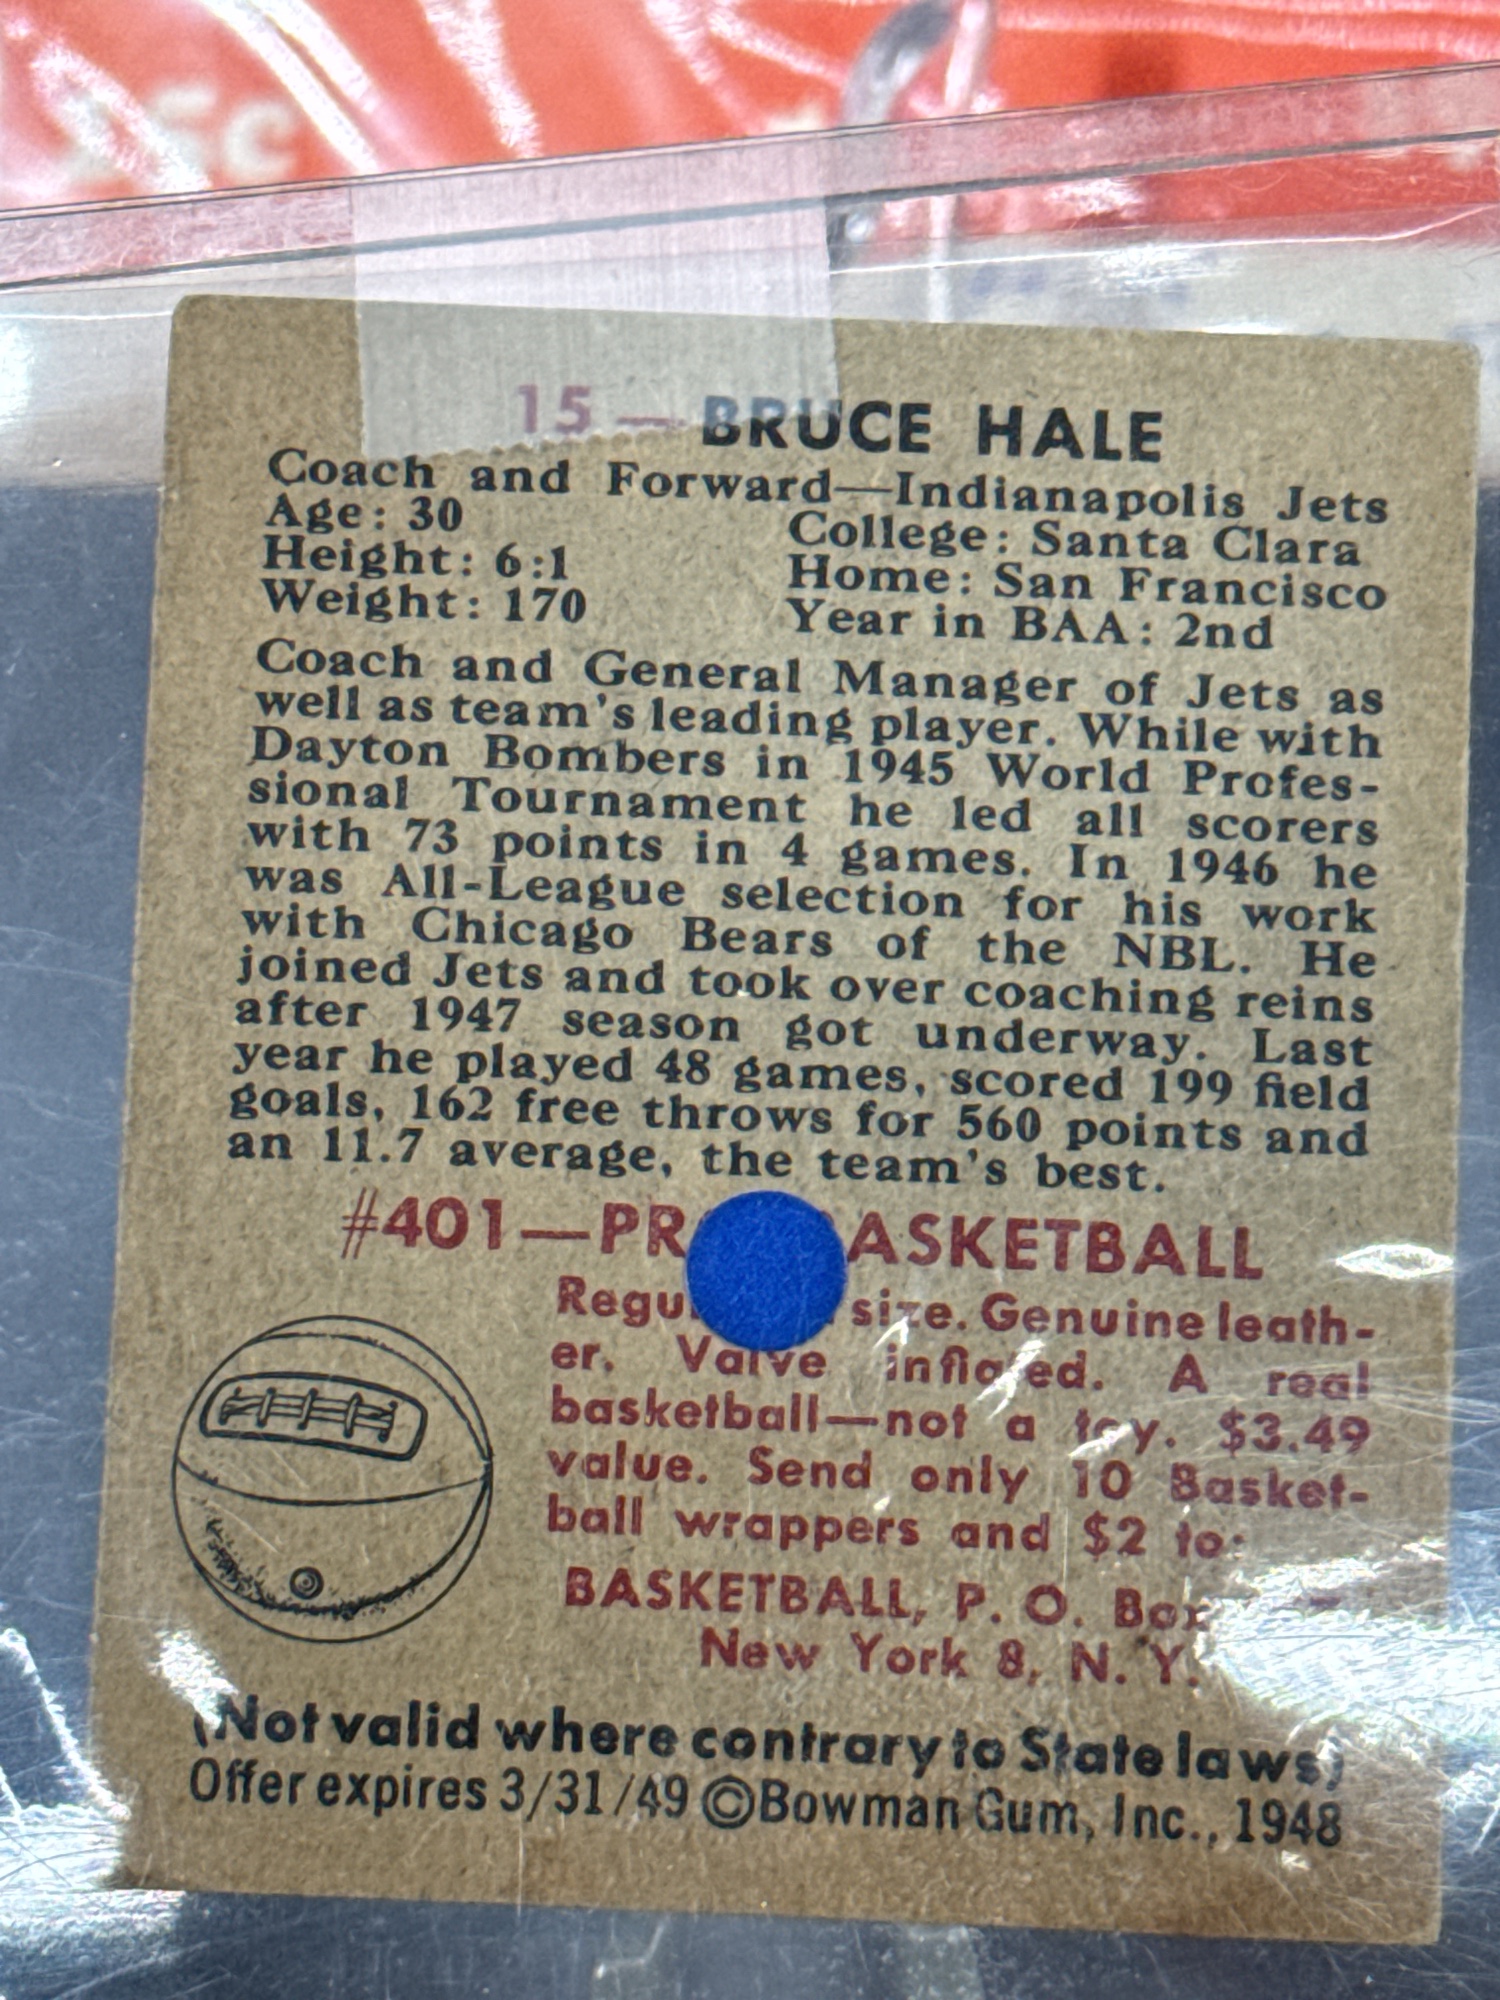 15 — BRUCE HALE
Coach and Forward—Indianapolis Jets
Age: 30
College: Santa Clara
Height: 6:1
Home: San Francisco
Weight: 170
Year in BAA: 2nd
Coach and General Manager of Jets as
well as team's leading player. While with
Dayton Bombers in 1945 World Profes-
sional Tournament he led all scorers
with 73 points in 4 games. In 1946 he
was All-League selection for his work
with Chicago Bears of the NBL. He
joined Jets and took over coaching reins
after 1947 season got underway. Last
year he played 48 games, scored 199 field
goals, 162 free throws for 560 points and
an 11.7 average, the team's best.
#401—PR ASKETBALL
Regu size. Genuine leath-
er. Valve inflated. A real
basketball—not a toy. $3.49
value. Send only 10 Basket-
ball wrappers and $2 to:
BASKETBALL, P. O. Box
New York 8, N. Y.
(Not valid where contrary to State laws)
Offer expires 3/31/49 ©Bowman Gum, Inc., 1948